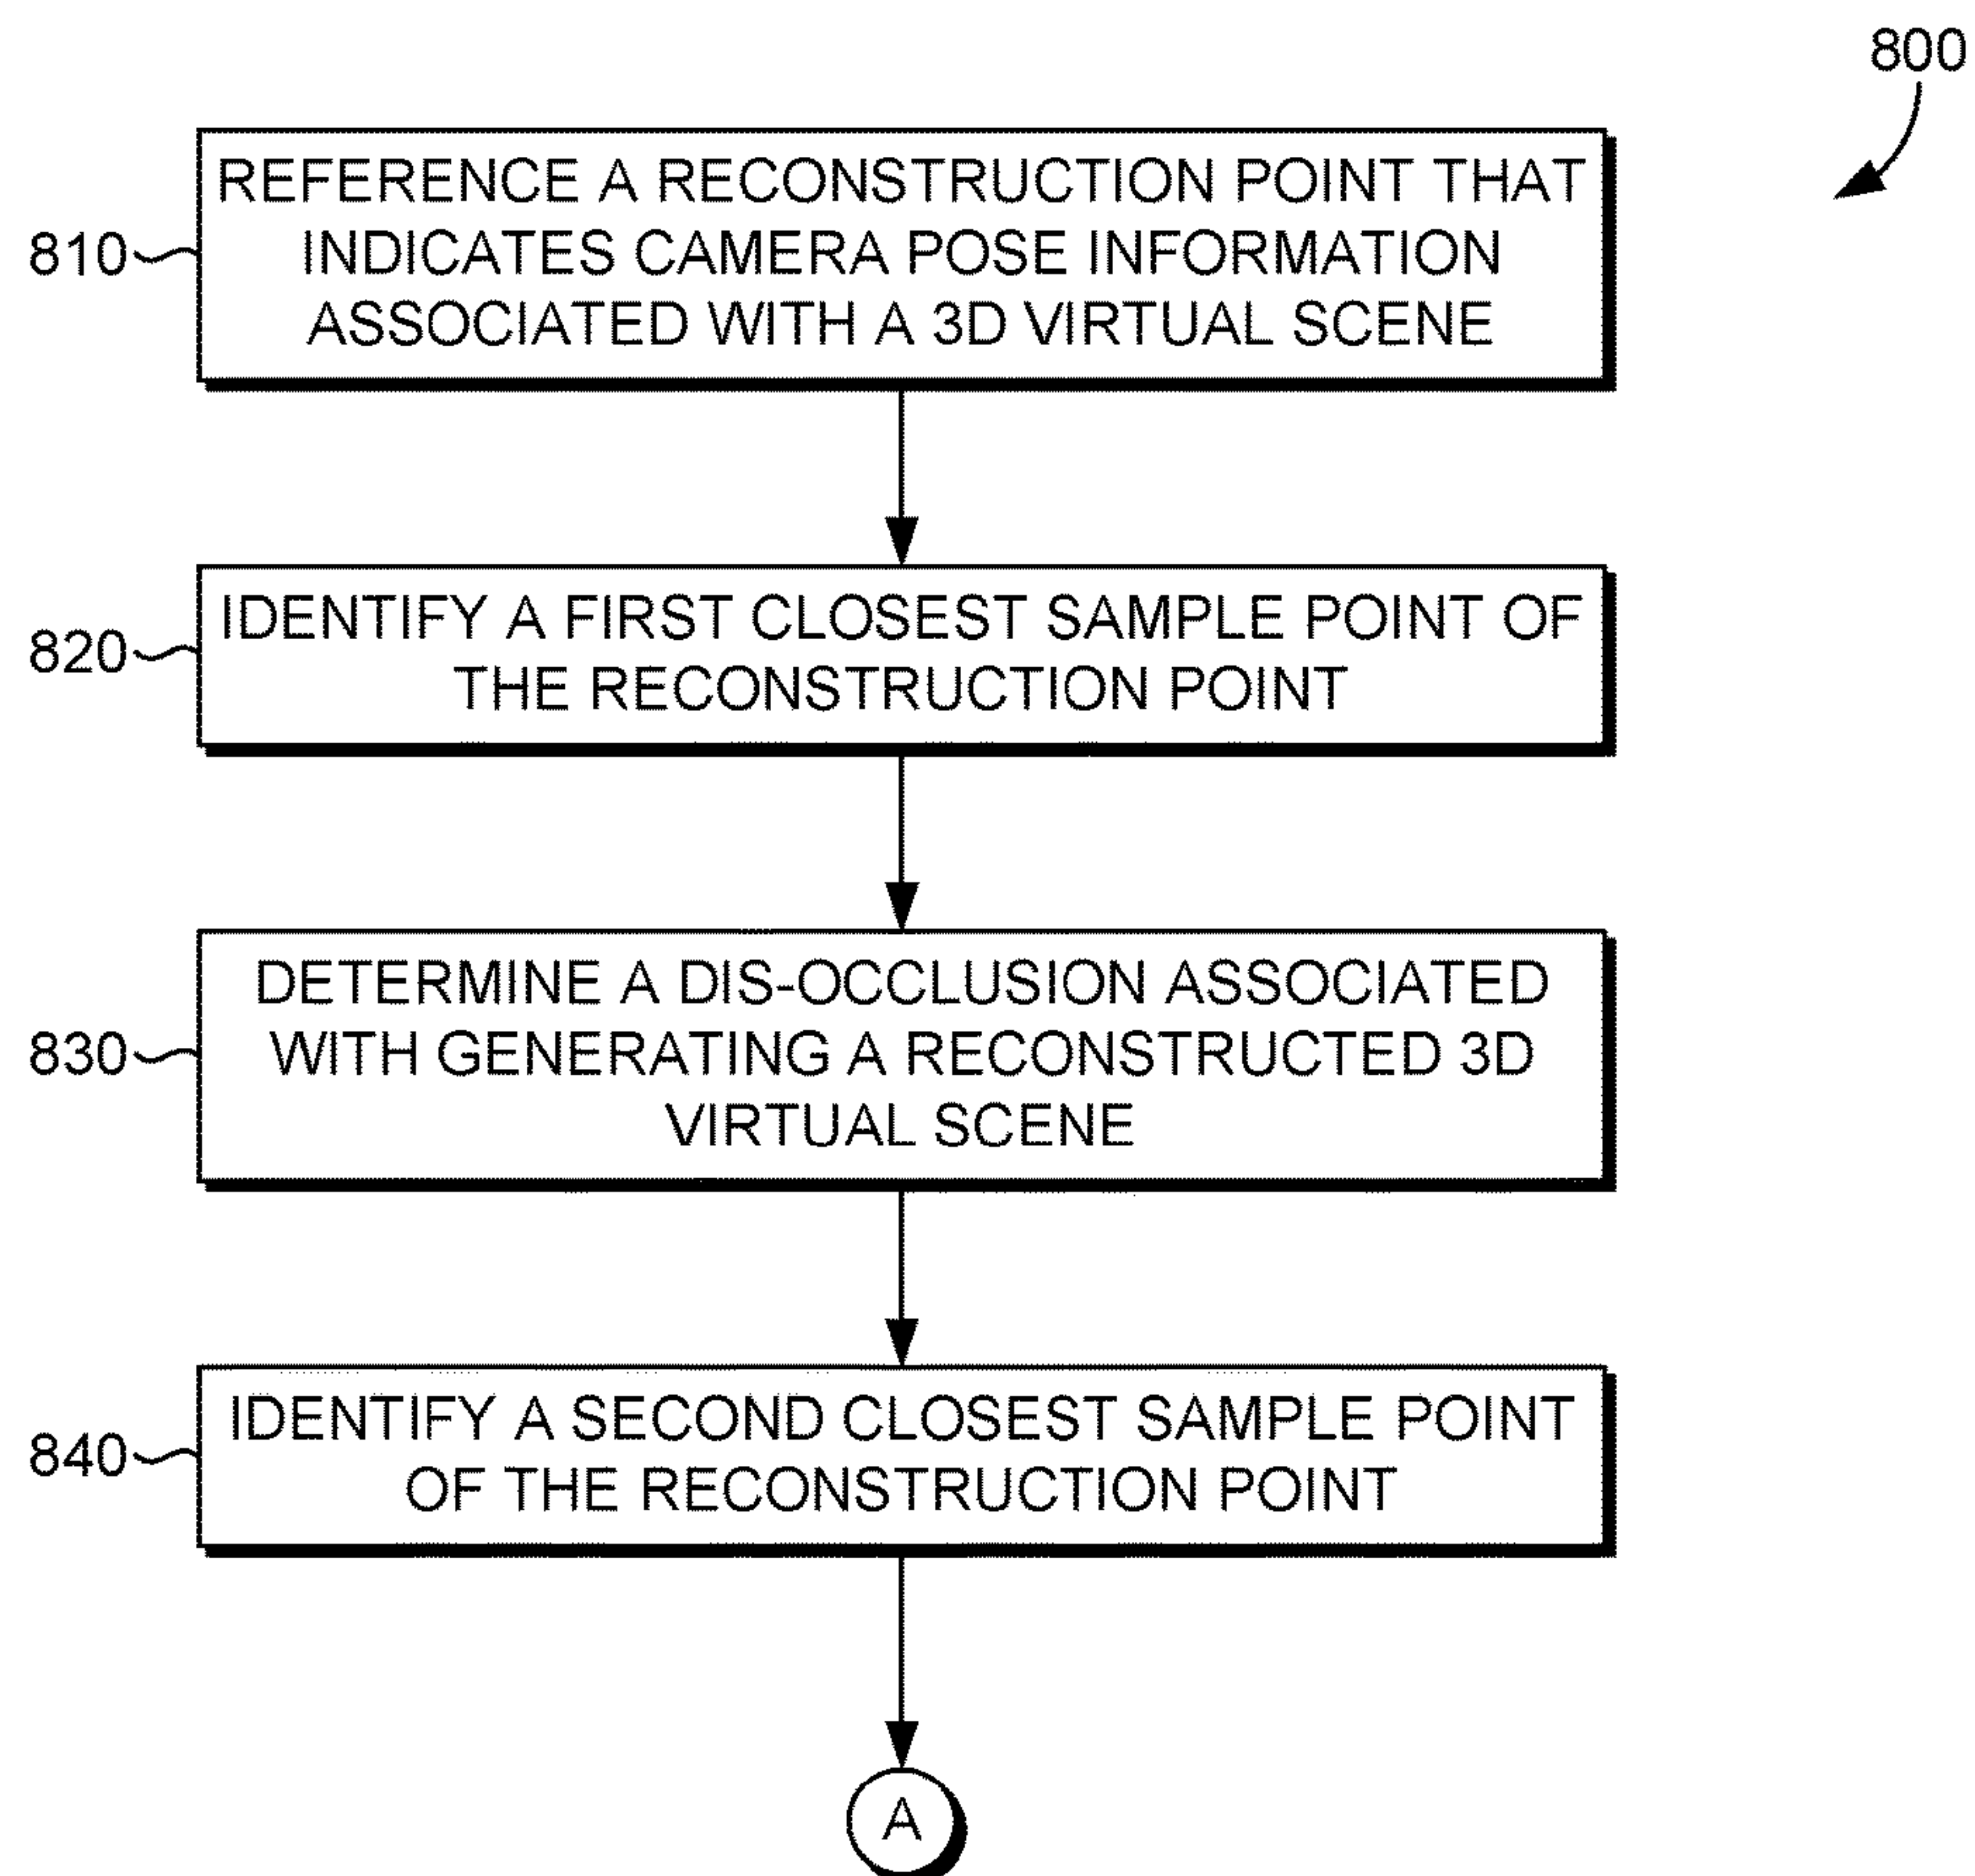 800
810
REFERENCE A RECONSTRUCTION POINT THAT
INDICATES CAMERA POSE INFORMATION
ASSOCIATED WITH A 3D VIRTUAL SCENE
820
IDENTIFY A FIRST CLOSEST SAMPLE POINT OF
THE RECONSTRUCTION POINT
830
DETERMINE A DIS-OCCLUSION ASSOCIATED
WITH GENERATING A RECONSTRUCTED 3D
VIRTUAL SCENE
840
IDENTIFY A SECOND CLOSEST SAMPLE POINT
OF THE RECONSTRUCTION POINT
A